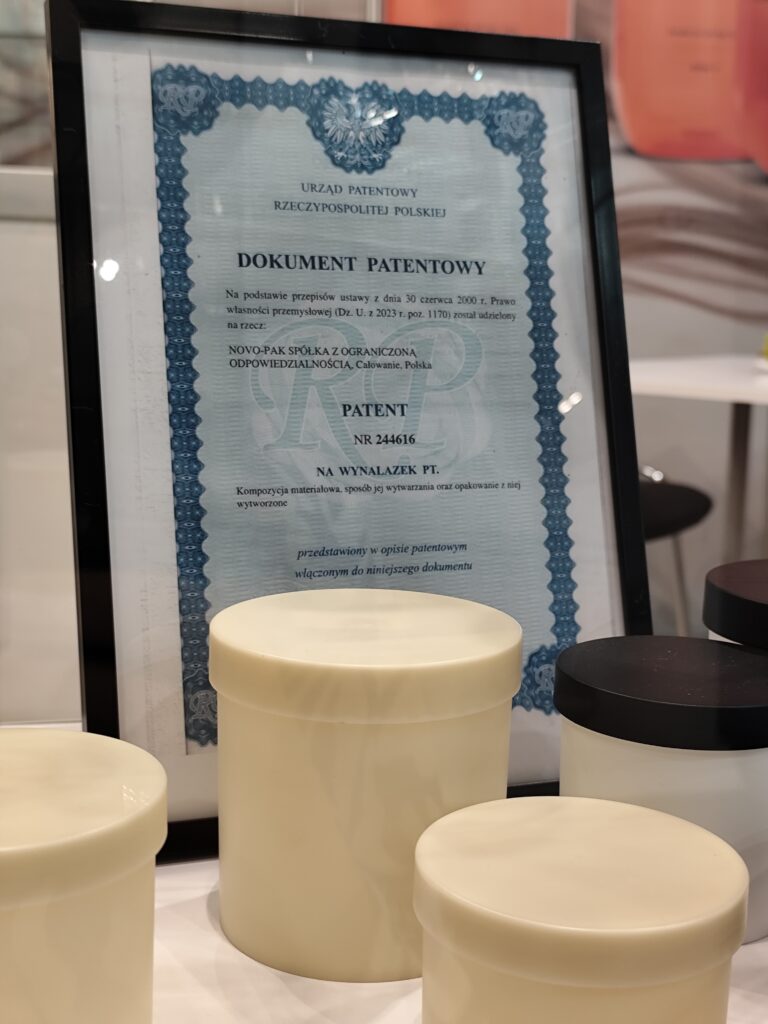 URZĄD PATENTOWY
RZECZYPOSPOLITEJ POLSKIEJ
DOKUMENT PATENTOWY
Na podstawie przepisów ustawy z dnia 30 czerwca 2000 r. Prawo
własności przemysłowej (Dz. U. z 2023 r. poz. 1170) został udzielony
na rzecz:
NOVO-PAK SPÓŁKA Z OGRANICZONĄ
ODPOWIEDZIALNOŚCIĄ, Całowanie, Polska
RP
PATENT
NR 244616
NA WYNALAZEK PT.
Kompozycja materiałowa, sposób jej wytwarzania oraz opakowanie z niej
wytworzone
przedstawiony w opisie patentowym
włączonym do niniejszego dokumentu